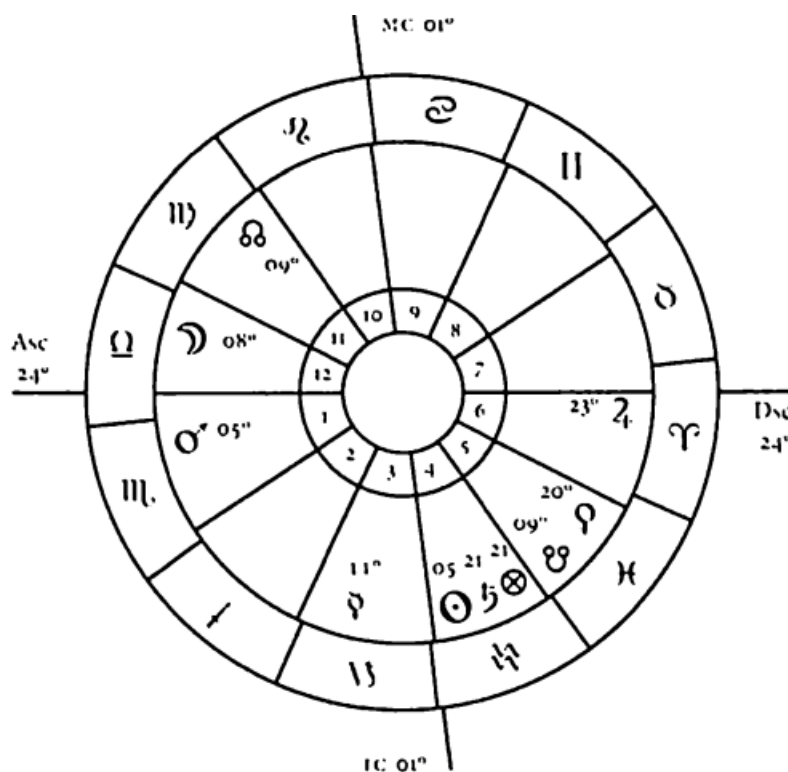 MC 01°
♌ ♋
♍ ♊
☊
09°
♎ ☽ 08° ♉
Asc
24°
10 9
11 8
12 7
1 6
2 5
3 4
23° ♃
Dsc
24°
♂ 05° ♈
♏
20°
09° ♀
☋
11° 05 21 21
☿ ☉ ♄ ⊗
♐ ♓
♑ ♒
IC 01°